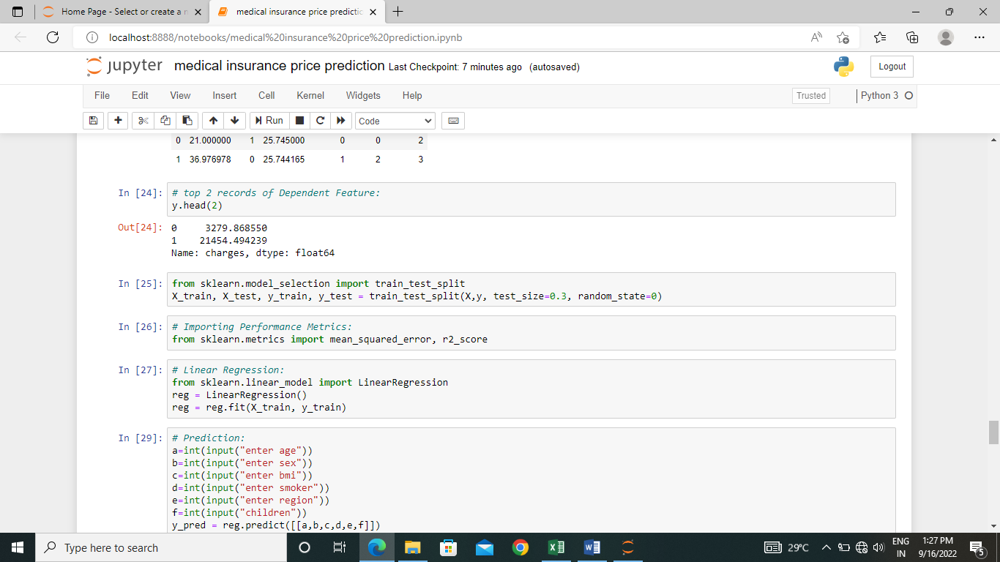 Home Page - Select or create a n
medical insurance price predictic
localhost:8888/notebooks/medical%20insurance%20price%20prediction.ipynb
jupyter medical insurance price prediction Last Checkpoint: 7 minutes ago (autosaved)
Logout
File Edit View Insert Cell Kernel Widgets Help
Trusted
Python 3
Run
Code
0 21.000000 1 25.745000 0 0 2
1 36.976978 0 25.744165 1 2 3
In [24]: # top 2 records of Dependent Feature:
y.head(2)
Out[24]: 0 3279.868550
1 21454.494239
Name: charges, dtype: float64
In [25]: from sklearn.model_selection import train_test_split
X_train, X_test, y_train, y_test = train_test_split(X,y, test_size=0.3, random_state=0)
In [26]: # Importing Performance Metrics:
from sklearn.metrics import mean_squared_error, r2_score
In [27]: # Linear Regression:
from sklearn.linear_model import LinearRegression
reg = LinearRegression()
reg = reg.fit(X_train, y_train)
In [29]: # Prediction:
a=int(input("enter age"))
b=int(input("enter sex"))
c=int(input("enter bmi"))
d=int(input("enter smoker"))
e=int(input("enter region"))
f=int(input("children"))
y_pred = reg.predict([[a,b,c,d,e,f]])
Type here to search
29°C
ENG
IN
1:27 PM
9/16/2022
5